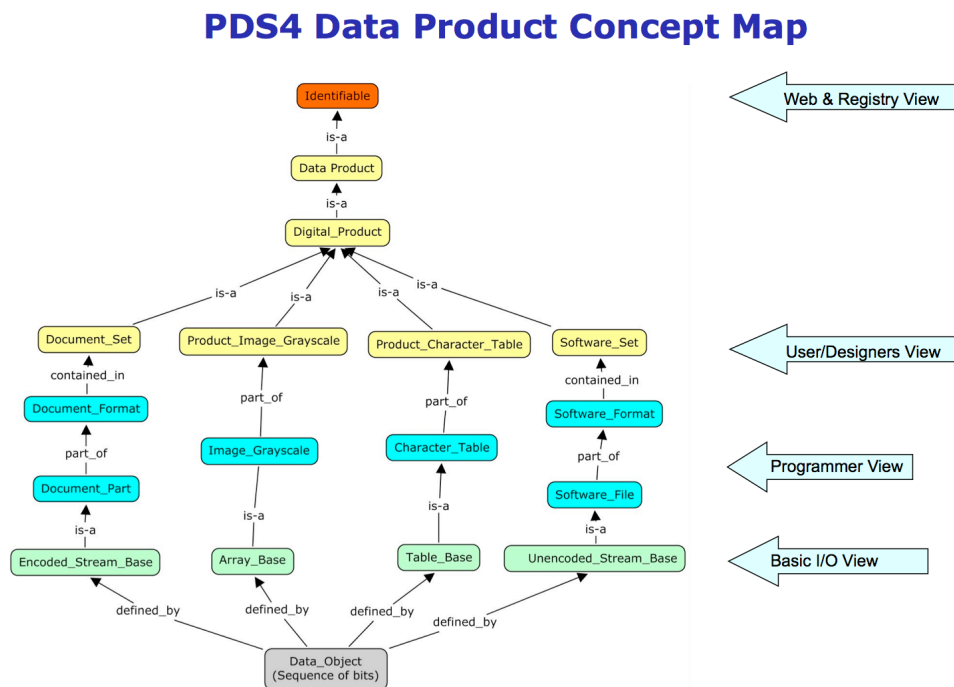 PDS4 Data Product Concept Map
Identifiable
Web & Registry View
is-a
Data Product
is-a
Digital_Product
is-a
is-a
is-a
is-a
Document_Set
Product_Image_Grayscale
Product_Character_Table
Software_Set
User/Designers View
contained_in
part_of
part_of
contained_in
Document_Format
Software_Format
part_of
Image_Grayscale
Character_Table
part_of
Programmer View
Document_Part
Software_File
is-a
is-a
is-a
is-a
Encoded_Stream_Base
Array_Base
Table_Base
Unencoded_Stream_Base
Basic I/O View
defined_by
defined_by
defined_by
defined_by
Data_Object
(Sequence of bits)